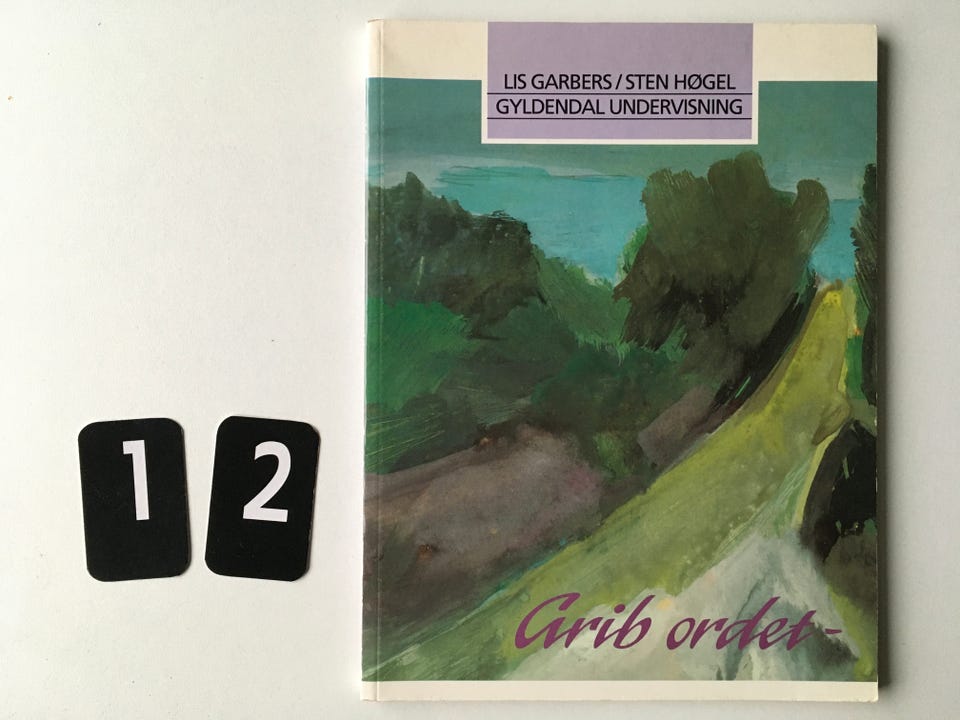 LIS GARBERS / STEN HØGEL
GYLDENDAL UNDERVISNING
1 2
Grib ordet-